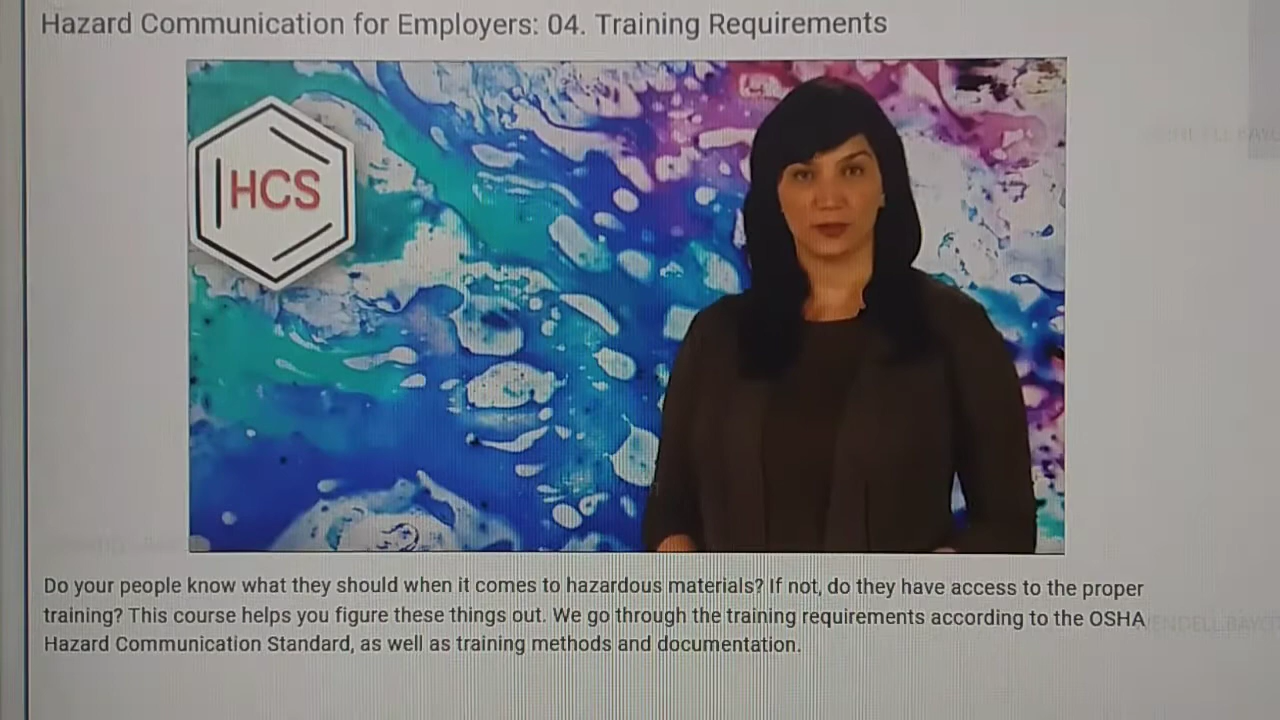 Hazard Communication for Employers: 04. Training Requirements
HCS
Do your people know what they should when it comes to hazardous materials? If not, do they have access to the proper
training? This course helps you figure these things out. We go through the training requirements according to the OSHA
Hazard Communication Standard, as well as training methods and documentation.